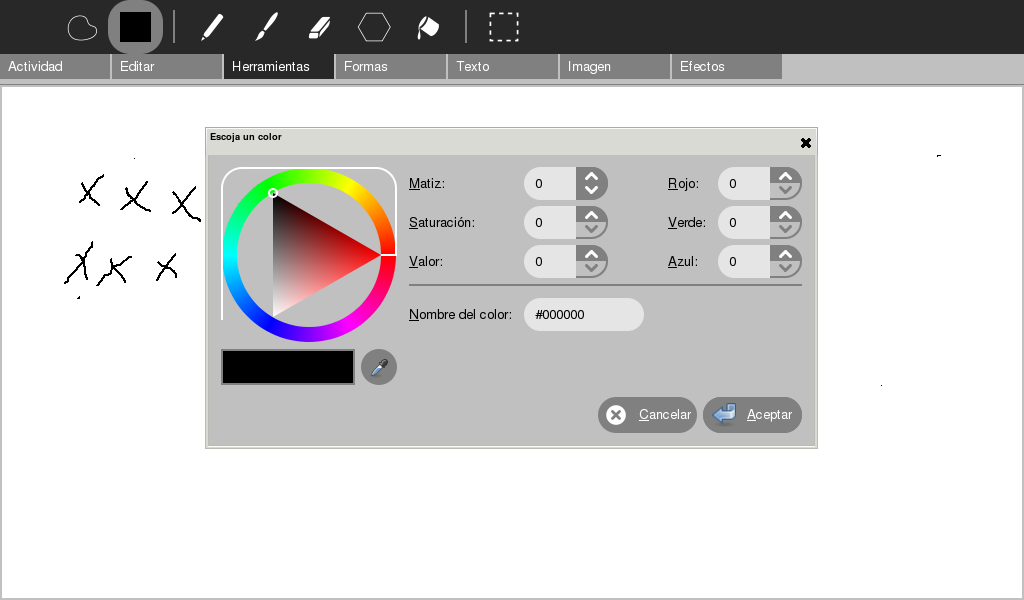 Actividad Editar Herramientas Formas Texto Imagen Efectos
Escoja un color
Matiz: 0 Rojo: 0
Saturación: 0 Verde: 0
Valor: 0 Azul: 0
Nombre del color: #000000
Cancelar Aceptar
x x x
x x x